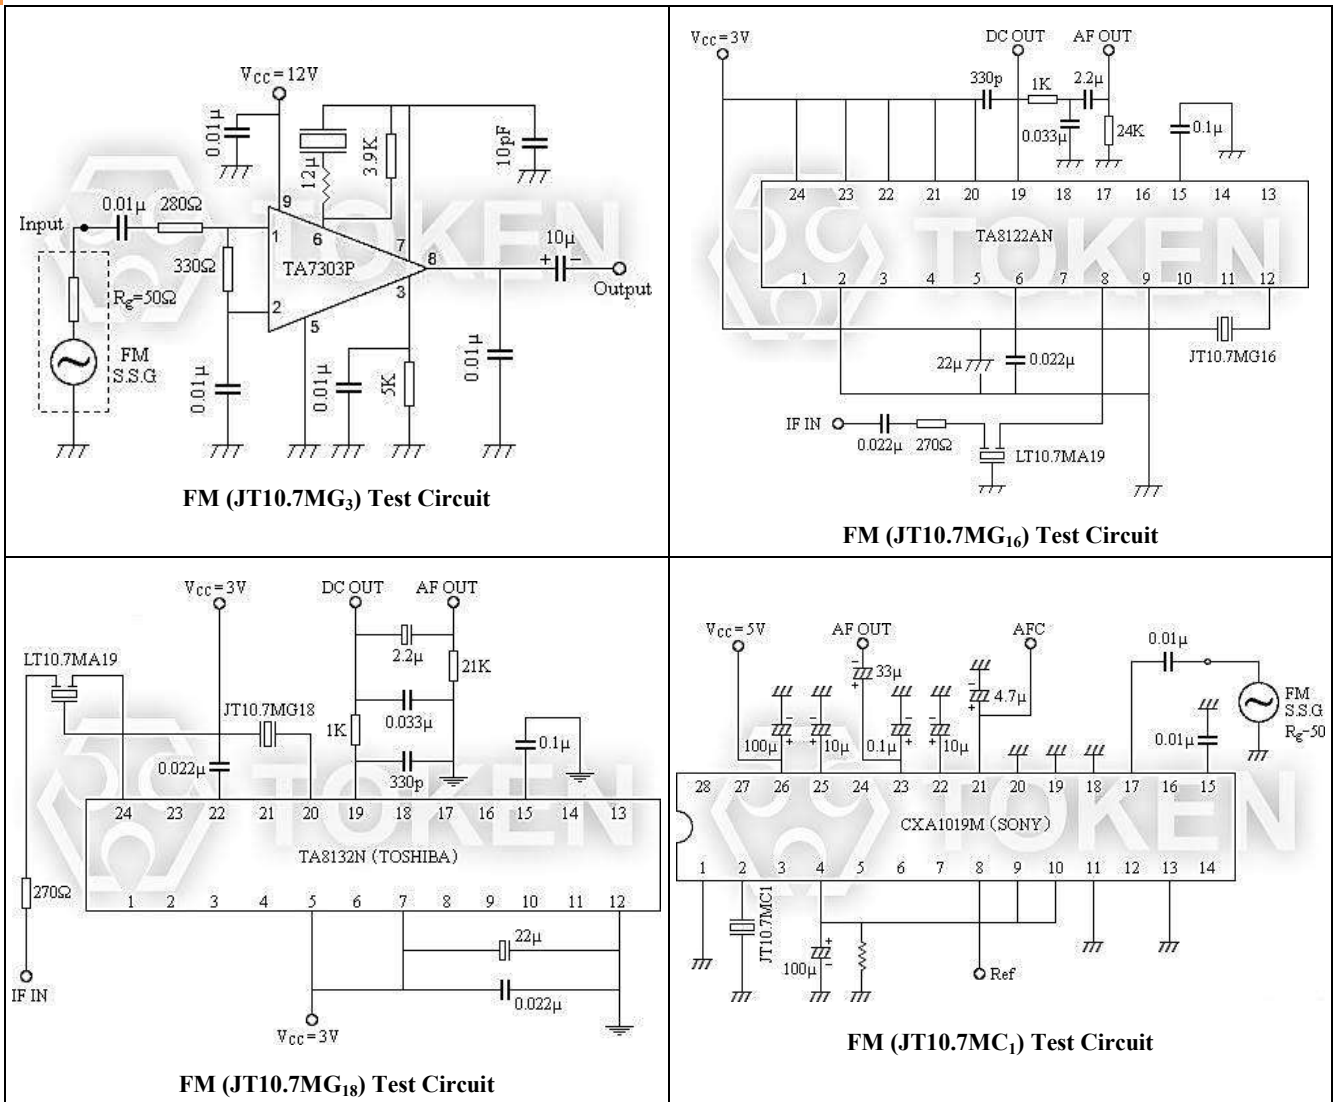 V CC = 12V
0.01μ
12μ
3.9K
10pF
0.01μ 280Ω
Input
330Ω
9
1
6
7
TA7303P
8
2
3
5
10μ
+ −
Output
Rg=50Ω
FM
S.S.G
0.01μ
0.01μ
5K
0.01μ
TOKEN
FM (JT10.7MG3) Test Circuit
VCC = 3V
DC OUT AF OUT
330p 1K 2.2μ
0.033μ 24K
0.1μ
24 23 22 21 20 19 18 17 16 15 14 13
TA8122AN
TOKEN
1 2 3 4 5 6 7 8 9 10 11 12
22μ 0.022μ
JT10.7MG16
IF IN
0.022μ 270Ω
LT10.7MA19
FM (JT10.7MG16) Test Circuit
VCC = 3V
DC OUT AF OUT
LT10.7MA19
2.2μ
21K
JT10.7MG18
1K
0.033μ
0.022μ
330p
0.1μ
24 23 22 21 20 19 18 17 16 15 14 13
TOKEN
TA8132N (TOSHIBA)
270Ω
1 2 3 4 5 6 7 8 9 10 11 12
22μ
0.022μ
IF IN
VCC = 3V
FM (JT10.7MG18) Test Circuit
VCC = 5V
AF OUT
AFC
0.01μ
33μ
4.7μ
FM
S.S.G
Rg-50
100μ 10μ 0.1μ 10μ
0.01μ
28 27 26 25 24 23 22 21 20 19 18 17 16 15
TOKEN
CXA1019M (SONY)
1 2 3 4 5 6 7 8 9 10 11 12 13 14
JT10.7MC1
100μ
Ref
FM (JT10.7MC1) Test Circuit